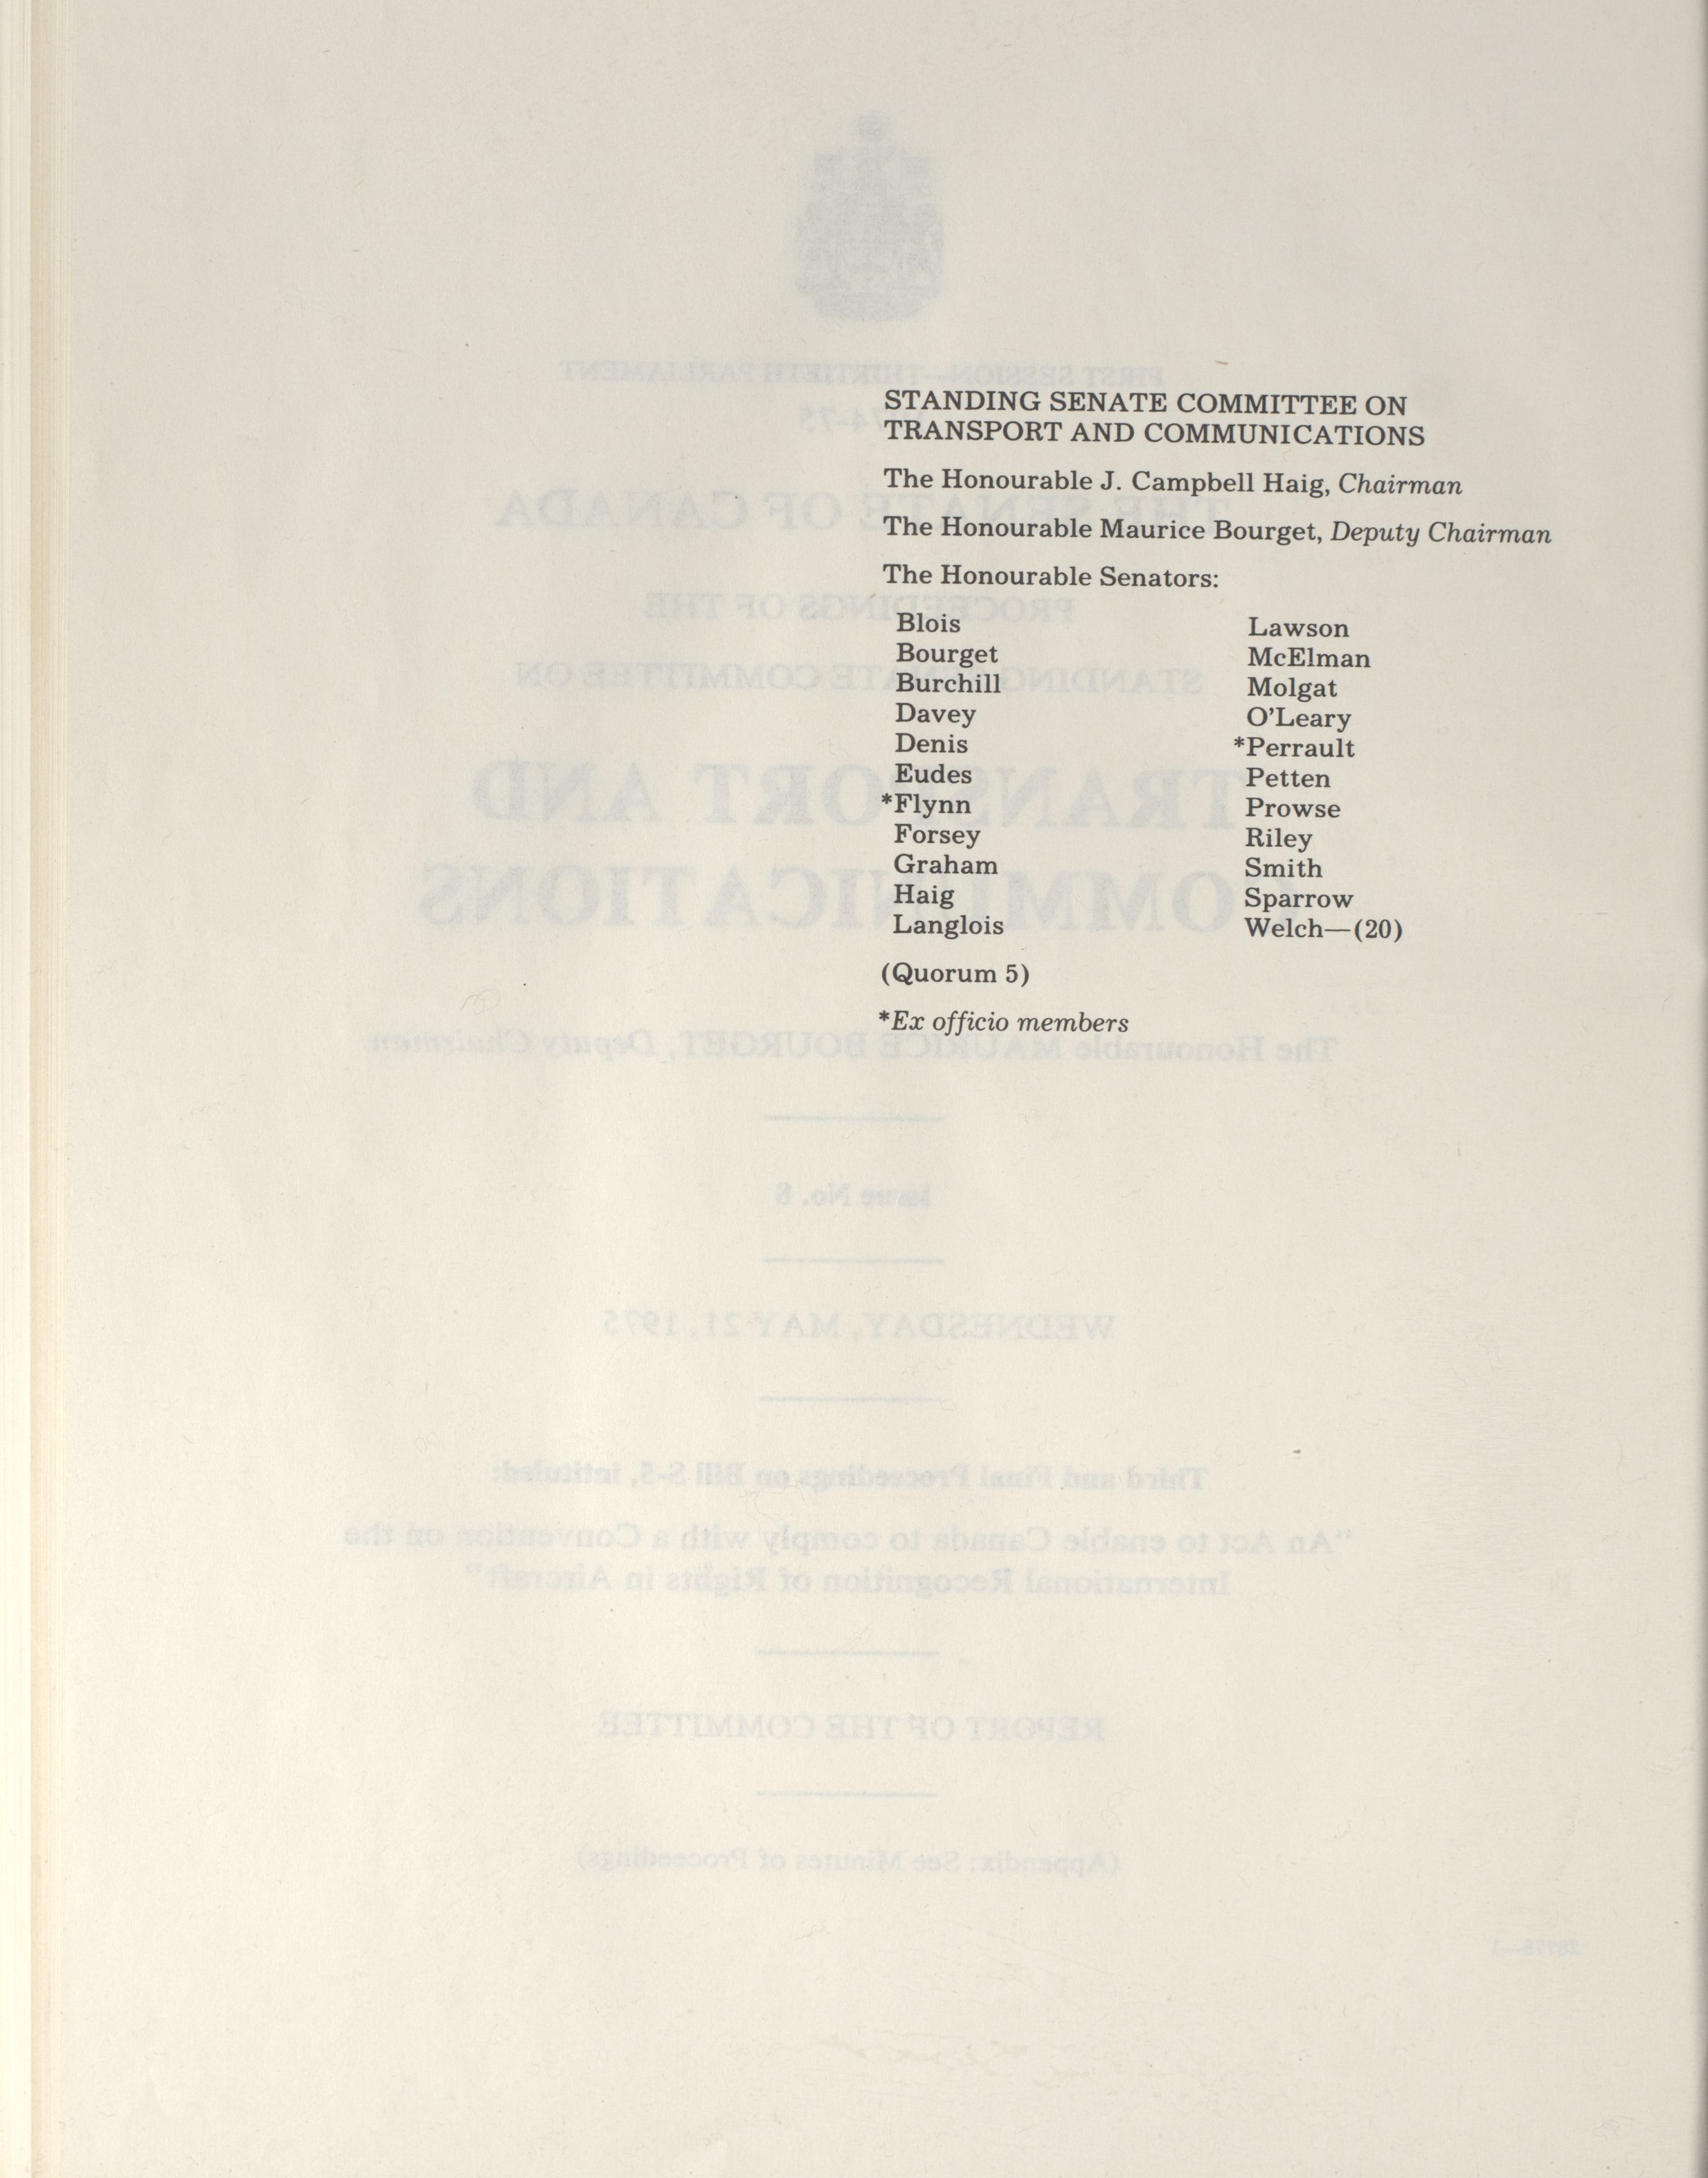 STANDING SENATE COMMITTEE ON
TRANSPORT AND COMMUNICATIONS
The Honourable J. Campbell Haig, Chairman
The Honourable Maurice Bourget, Deputy Chairman
The Honourable Senators:
Blois
Bourget
Burchill
Davey
Denis
Eudes
*Flynn
Forsey
Graham
Haig
Langlois
Lawson
McElman
Molgat
O'Leary
*Perrault
Petten
Prowse
Riley
Smith
Sparrow
Welch—(20)
(Quorum 5)
*Ex officio members